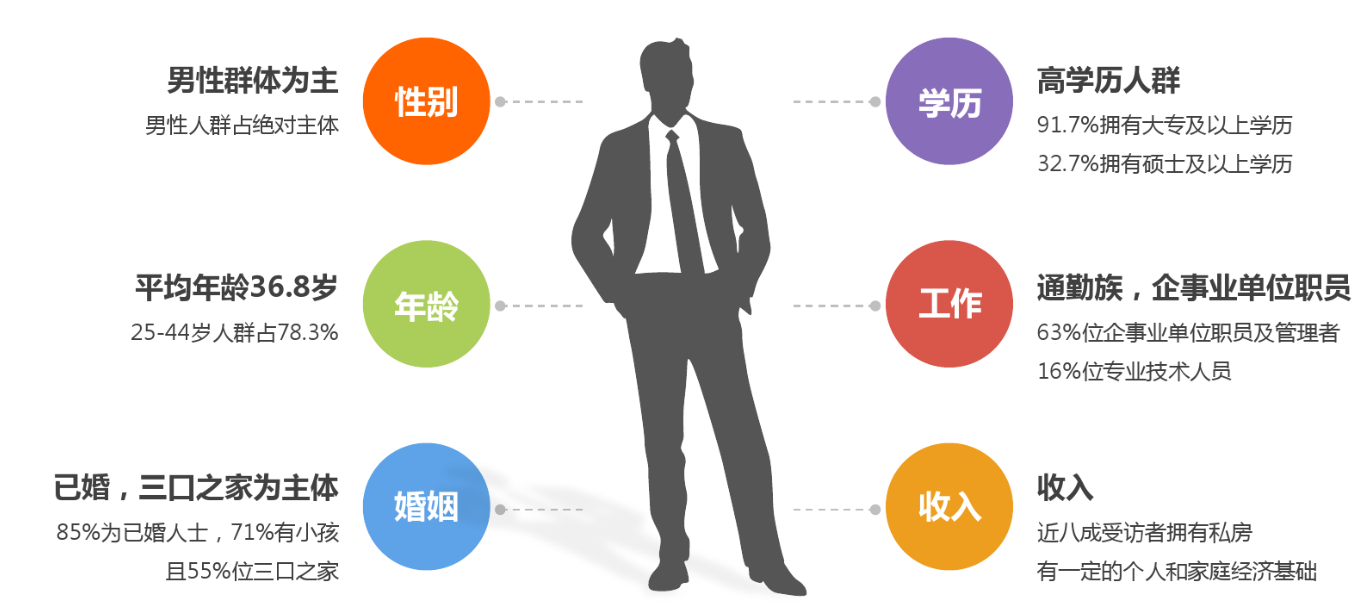 男性群体为主
男性人群占绝对主体
性别
学历
高学历人群
91.7%拥有大专及以上学历
32.7%拥有硕士及以上学历
平均年龄36.8岁
25-44岁人群占78.3%
年龄
工作
通勤族，企事业单位职员
63%位企事业单位职员及管理者
16%位专业技术人员
已婚，三口之家为主体
85%为已婚人士，71%有小孩
且55%位三口之家
婚姻
收入
收入
近八成受访者拥有私房
有一定的个人和家庭经济基础